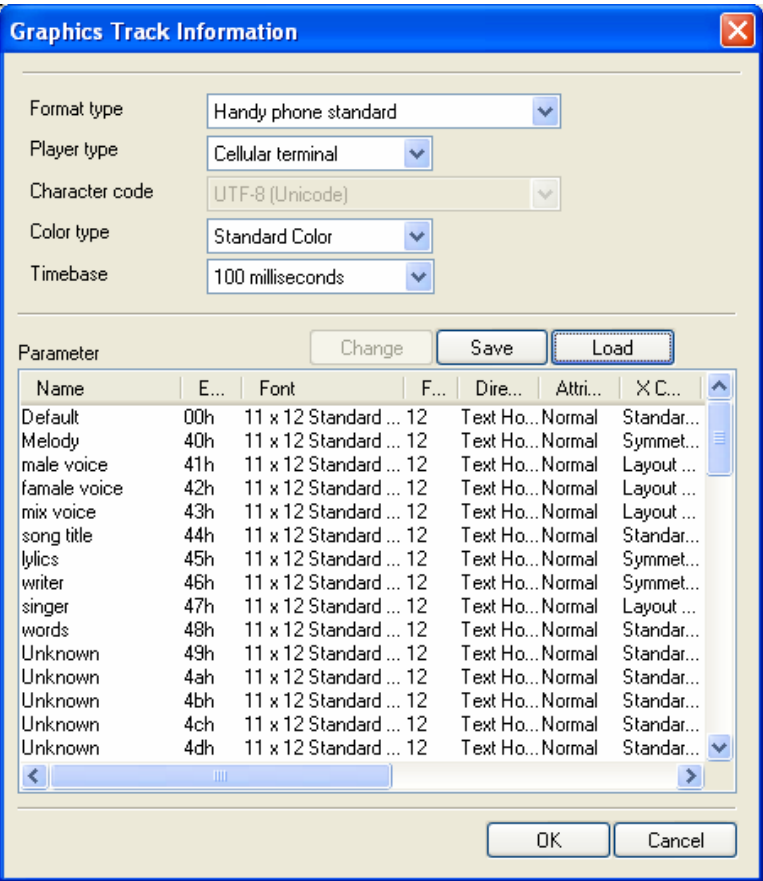 Graphics Track Information
Format type Handy phone standard
Player type Cellular terminal
Character code UTF-8 (Unicode)
Color type Standard Color
Timebase 100 milliseconds
Parameter Change Save Load
Name E... Font F... Dire... Attri... X C...
Default 00h 11 x 12 Standard ... 12 Text Ho... Normal Standar...
Melody 40h 11 x 12 Standard ... 12 Text Ho... Normal Symmet...
male voice 41h 11 x 12 Standard ... 12 Text Ho... Normal Layout ...
famale voice 42h 11 x 12 Standard ... 12 Text Ho... Normal Layout ...
mix voice 43h 11 x 12 Standard ... 12 Text Ho... Normal Layout ...
song title 44h 11 x 12 Standard ... 12 Text Ho... Normal Standar...
lylics 45h 11 x 12 Standard ... 12 Text Ho... Normal Symmet...
writer 46h 11 x 12 Standard ... 12 Text Ho... Normal Symmet...
singer 47h 11 x 12 Standard ... 12 Text Ho... Normal Layout ...
words 48h 11 x 12 Standard ... 12 Text Ho... Normal Standar...
Unknown 49h 11 x 12 Standard ... 12 Text Ho... Normal Standar...
Unknown 4ah 11 x 12 Standard ... 12 Text Ho... Normal Standar...
Unknown 4bh 11 x 12 Standard ... 12 Text Ho... Normal Standar...
Unknown 4ch 11 x 12 Standard ... 12 Text Ho... Normal Standar...
Unknown 4dh 11 x 12 Standard ... 12 Text Ho... Normal Standar...
OK Cancel